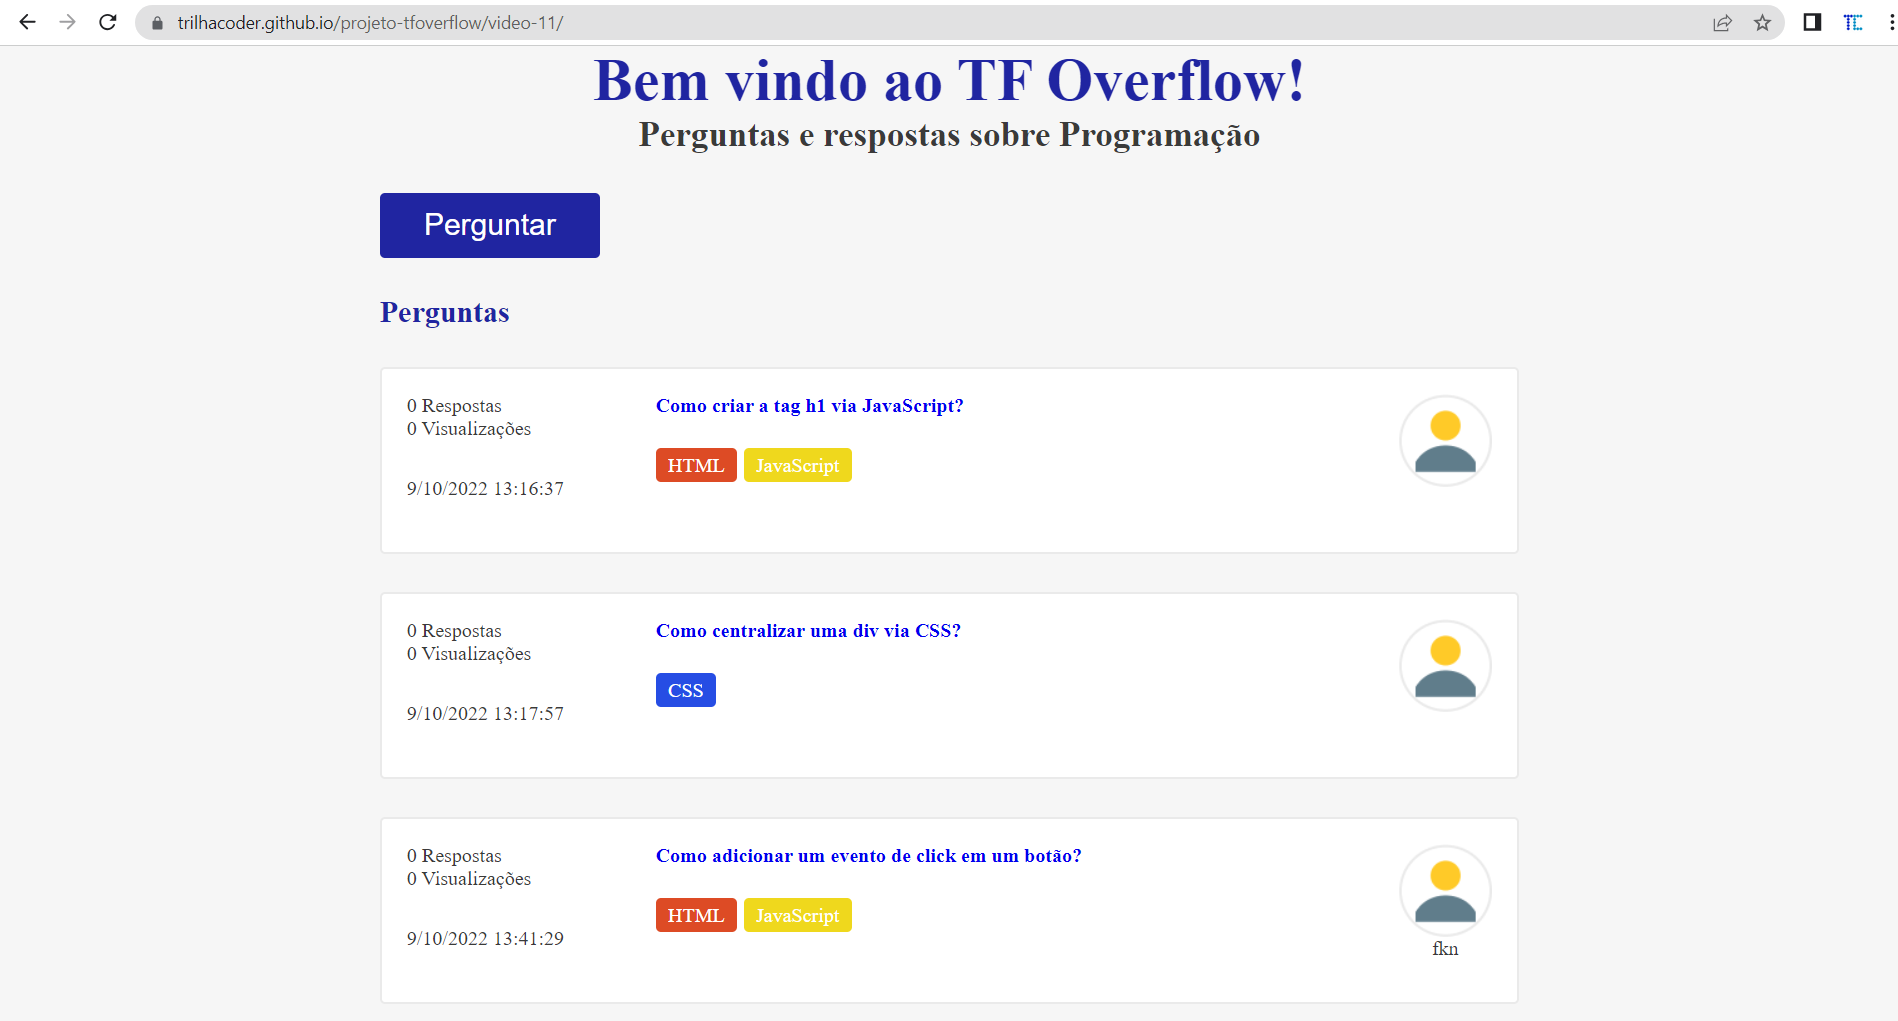 trilhacoder.github.io/projeto-tfoverflow/video-11/
Bem vindo ao TF Overflow!
Perguntas e respostas sobre Programação
Perguntar
Perguntas
0 Respostas
0 Visualizações
9/10/2022 13:16:37
Como criar a tag h1 via JavaScript?
HTML JavaScript
0 Respostas
0 Visualizações
9/10/2022 13:17:57
Como centralizar uma div via CSS?
CSS
0 Respostas
0 Visualizações
9/10/2022 13:41:29
Como adicionar um evento de click em um botão?
HTML JavaScript
fkn